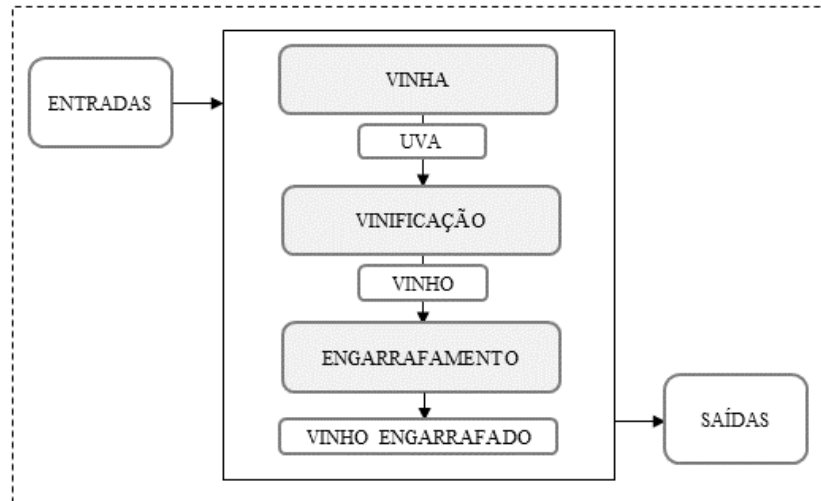 ENTRADAS
VINHA
UVA
VINIFICAÇÃO
VINHO
ENGARRAFAMENTO
VINHO ENGARRAFADO
SAÍDAS